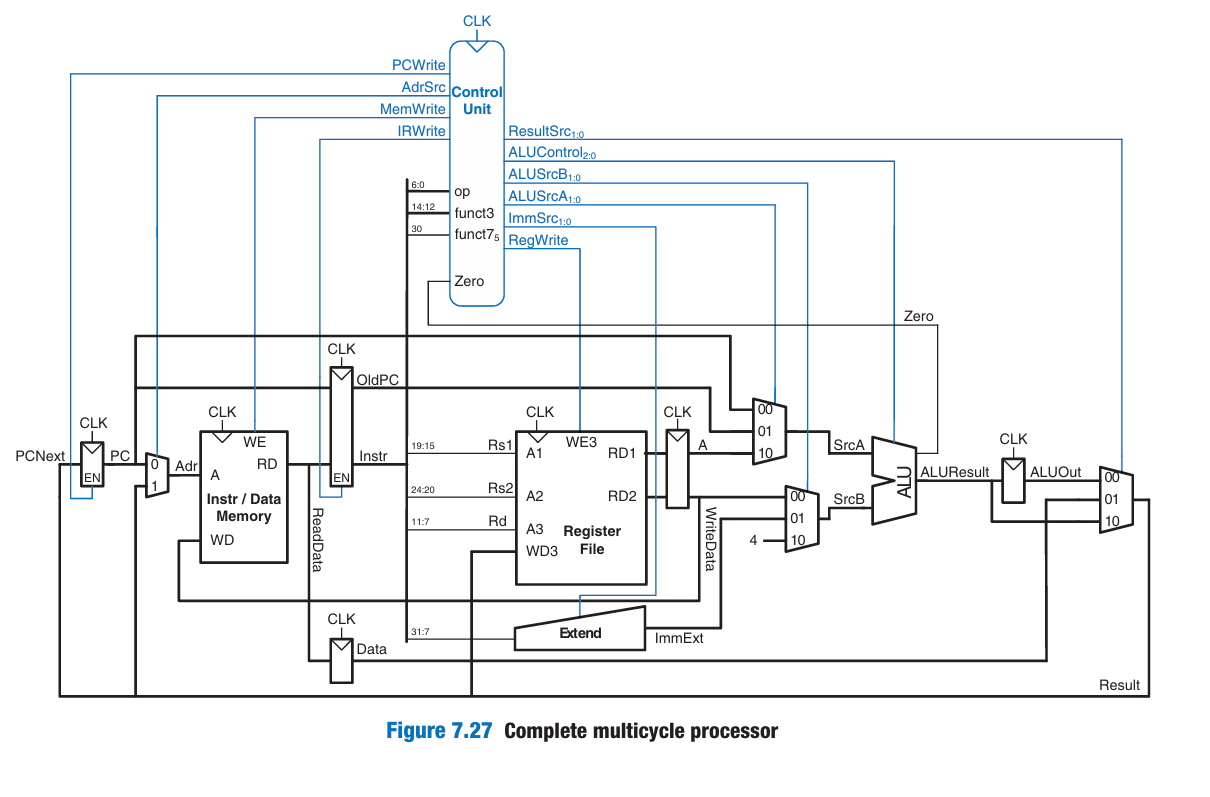 CLK
PCWrite
AdrSrc
MemWrite
IRWrite
Control
Unit
ResultSrc1:0
ALUControl2:0
ALUSrcB1:0
ALUSrcA1:0
ImmSrc1:0
RegWrite
6:0 op
14:12 funct3
30 funct75
Zero
Zero
CLK
OldPC
CLK
CLK
WE
CLK
WE3
CLK
00
01
10
PCNext
EN
PC
0
1
Adr
A
RD
Instr / Data
Memory
WD
EN
Instr
ReadData
19:15 Rs1
A1
RD1
A
24:20 Rs2
A2
RD2
11:7 Rd
A3
WD3
Register
File
WriteData
SrcA
00
01
4 10
SrcB
ALU
ALUResult
CLK
ALUOut
00
01
10
31:7
Extend
ImmExt
CLK
Data
Result
Figure 7.27 Complete multicycle processor